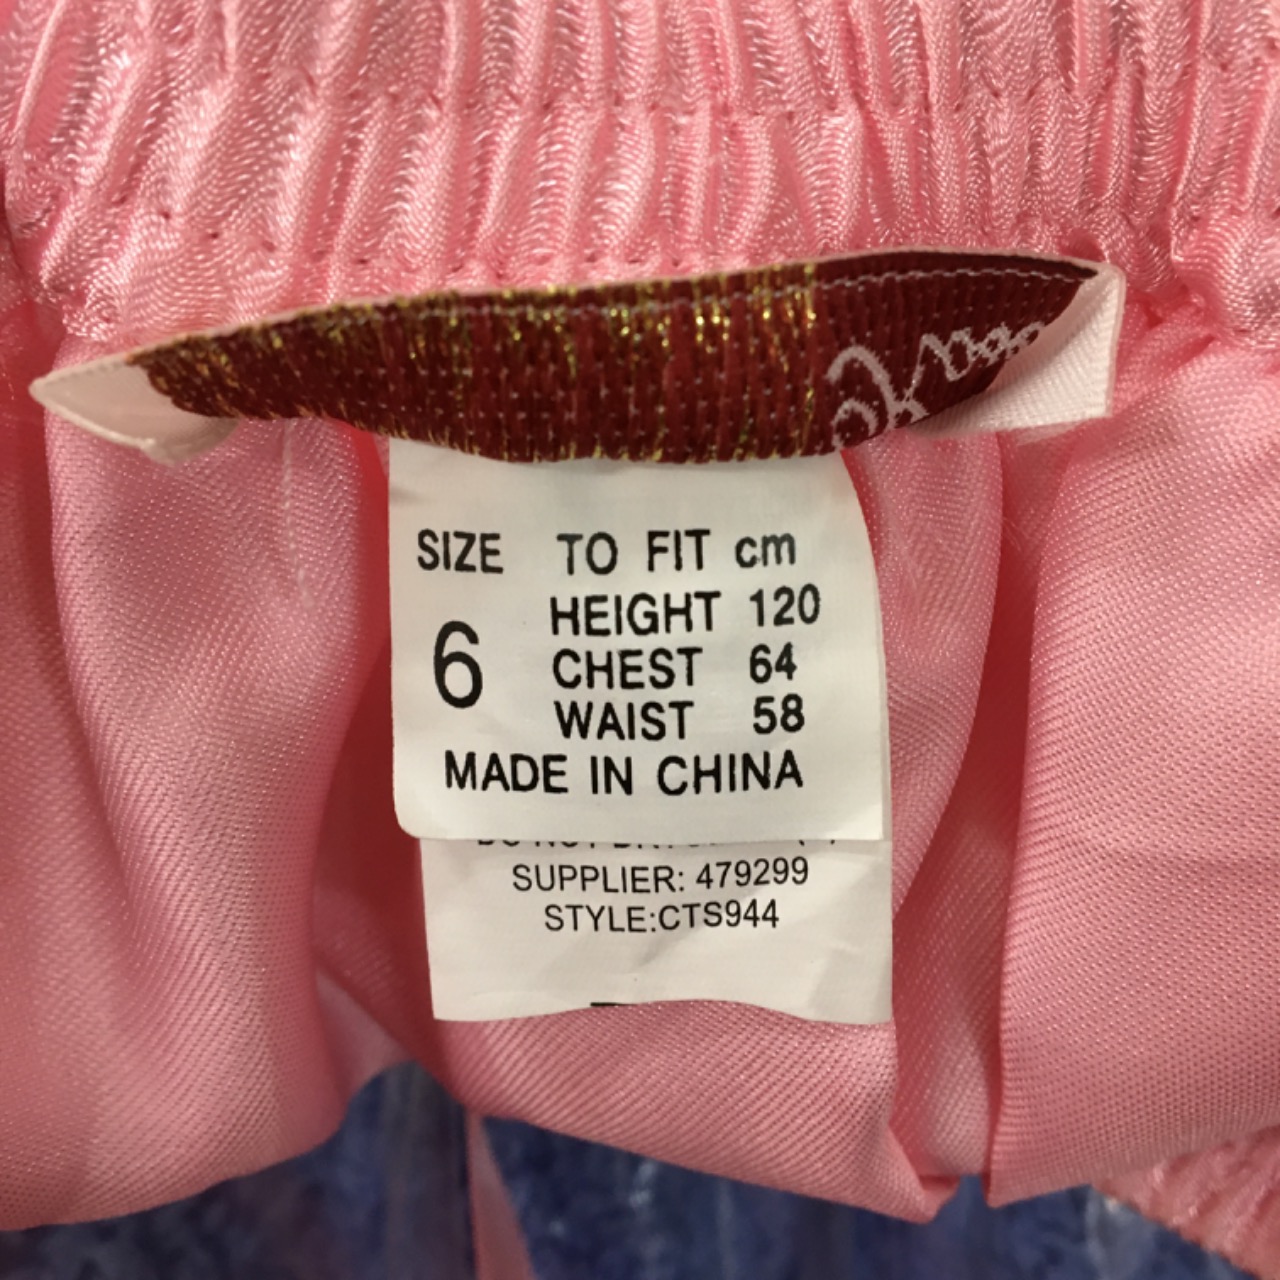 SIZE TO FIT cm
6
HEIGHT 120
CHEST 64
WAIST 58
MADE IN CHINA
SUPPLIER: 479299
STYLE:CTS944